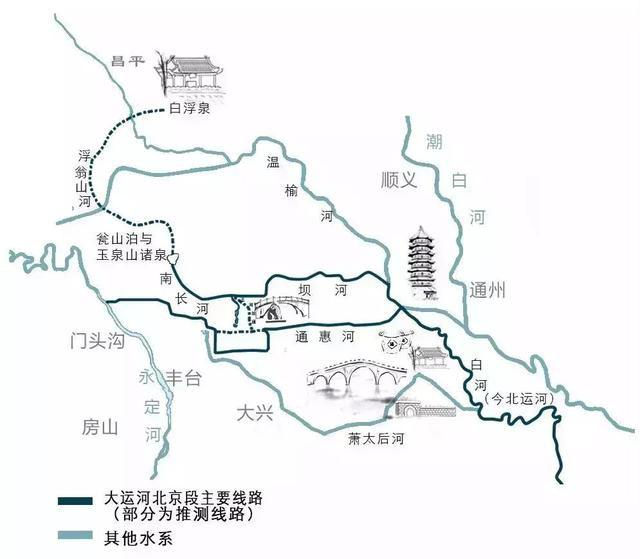 昌平
白浮泉
浮翁山河
温榆河
顺义
潮白河
瓮山泊与
玉泉山诸泉
南长河
坝河
通州
门头沟
通惠河
永定河
丰台
大兴
白河
(今北运河)
房山
萧太后河
大运河北京段主要线路
(部分为推测线路)
其他水系